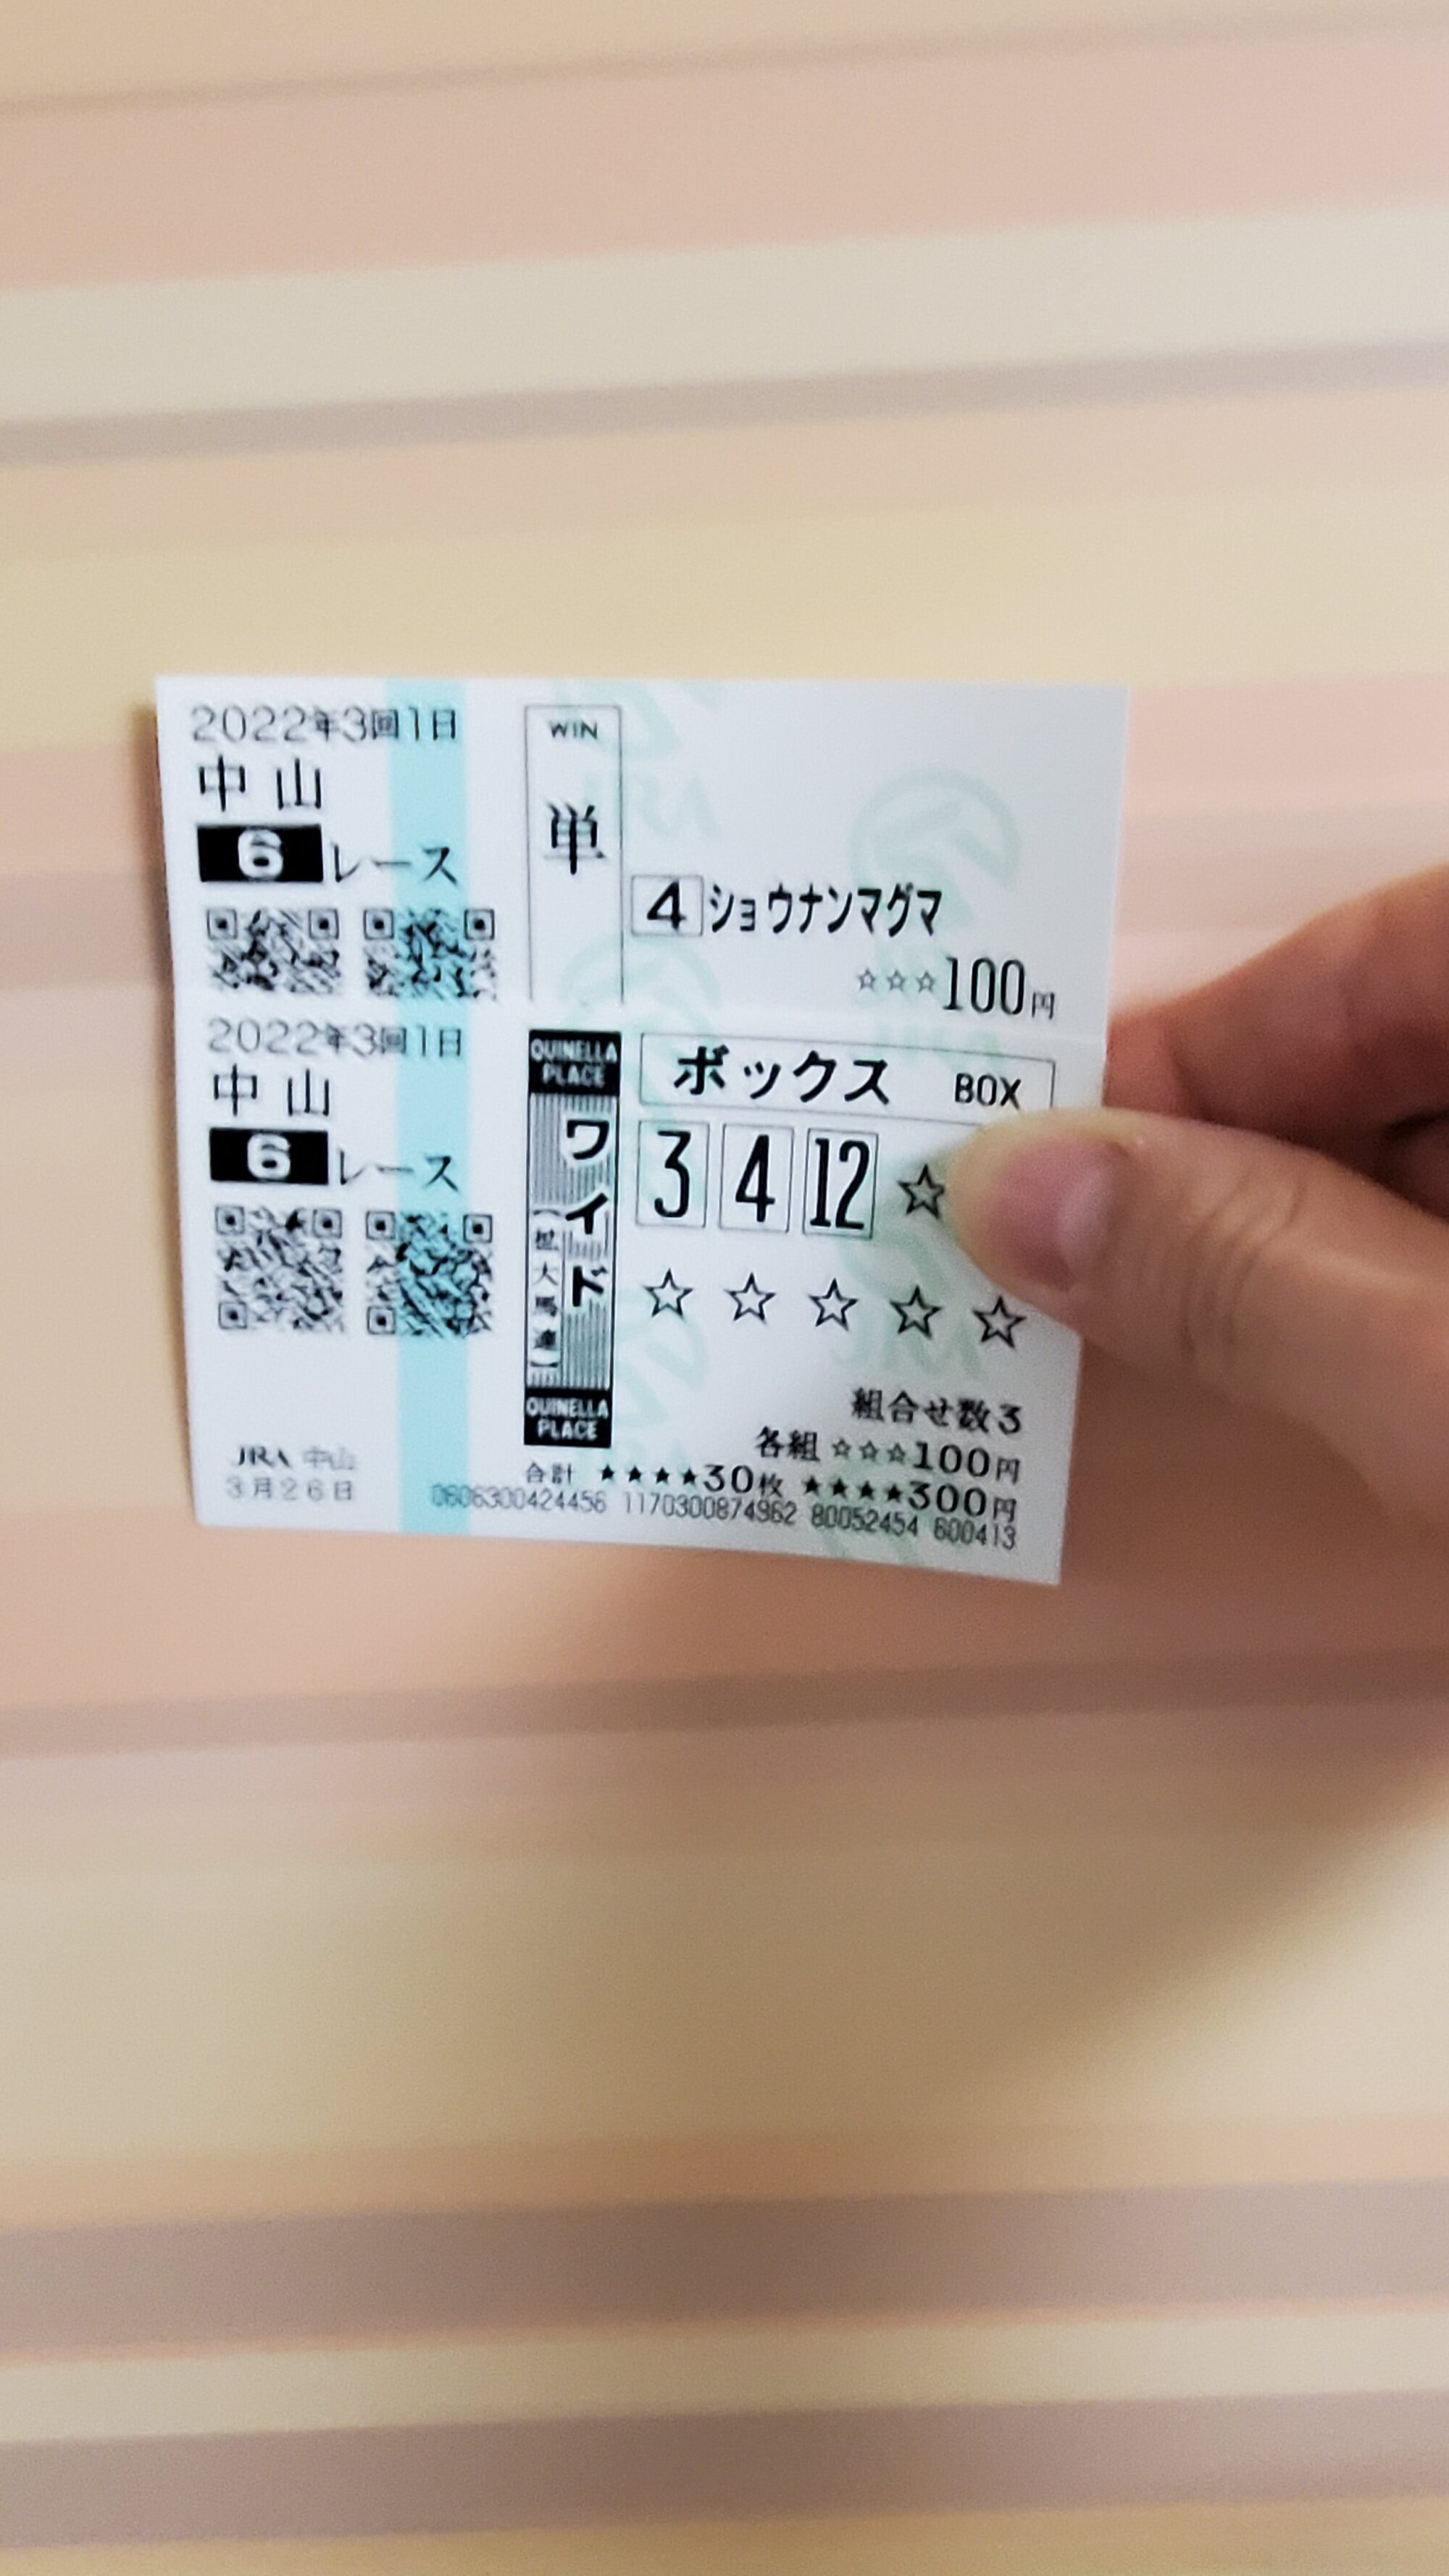 2022年3回1日
中山
6レース
WIN
単
4 ショウナンマグマ
☆☆☆100円
2022年3回1日
中山
6レース
QUINELLA
PLACE
ワイド
(拡大馬連)
QUINELLA
PLACE
ボックス BOX
3 4 12 ☆
☆ ☆ ☆ ☆ ☆
組合せ数3
各組 ☆☆☆100円
合計 ★★★★30枚 ★★★★300円
JRA 中山
3月26日
0606300424456 1170300874962 80052454 600413